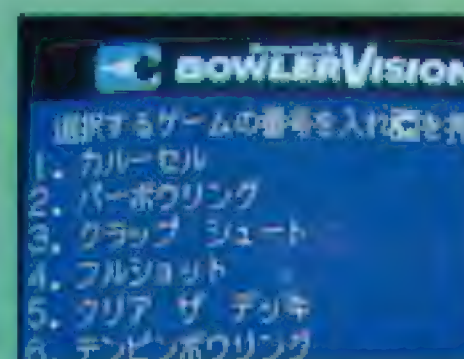 BOWLERVISION
選択するゲームの番号を入れ を押
1. カルーセル
2. パーボウリング
3. クラップ シュート
4. フルショット
5. クリア ザ デッキ
6. テンピンボウリング